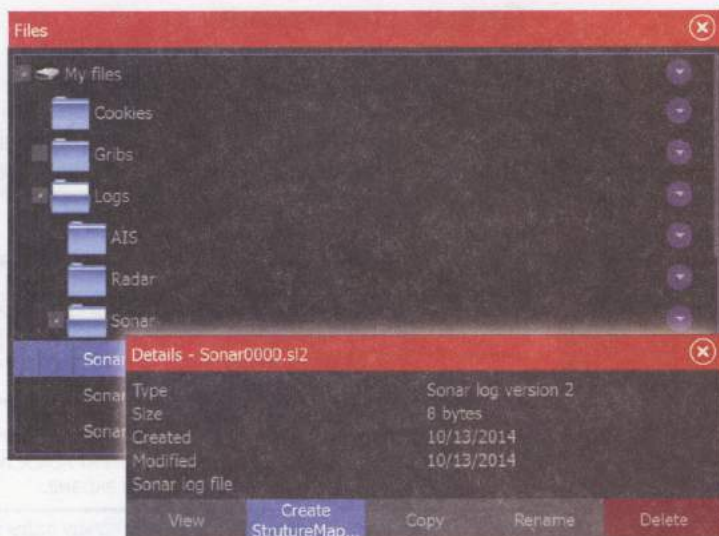 Files
My files
Cookies
Gribs
Logs
AIS
Radar
Sonar
Sonar
Sonar
Sonar
Details - Sonar0000.sl2
Type Sonar log version 2
Size 8 bytes
Created 10/13/2014
Modified 10/13/2014
Sonar log file
View
Create
StrutureMap...
Copy
Rename
Delete